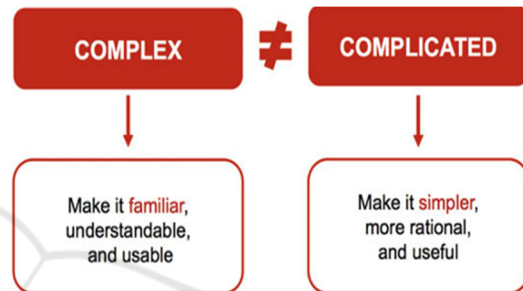 COMPLEX ≠ COMPLICATED
Make it familiar,
understandable,
and usable
Make it simpler,
more rational,
and useful